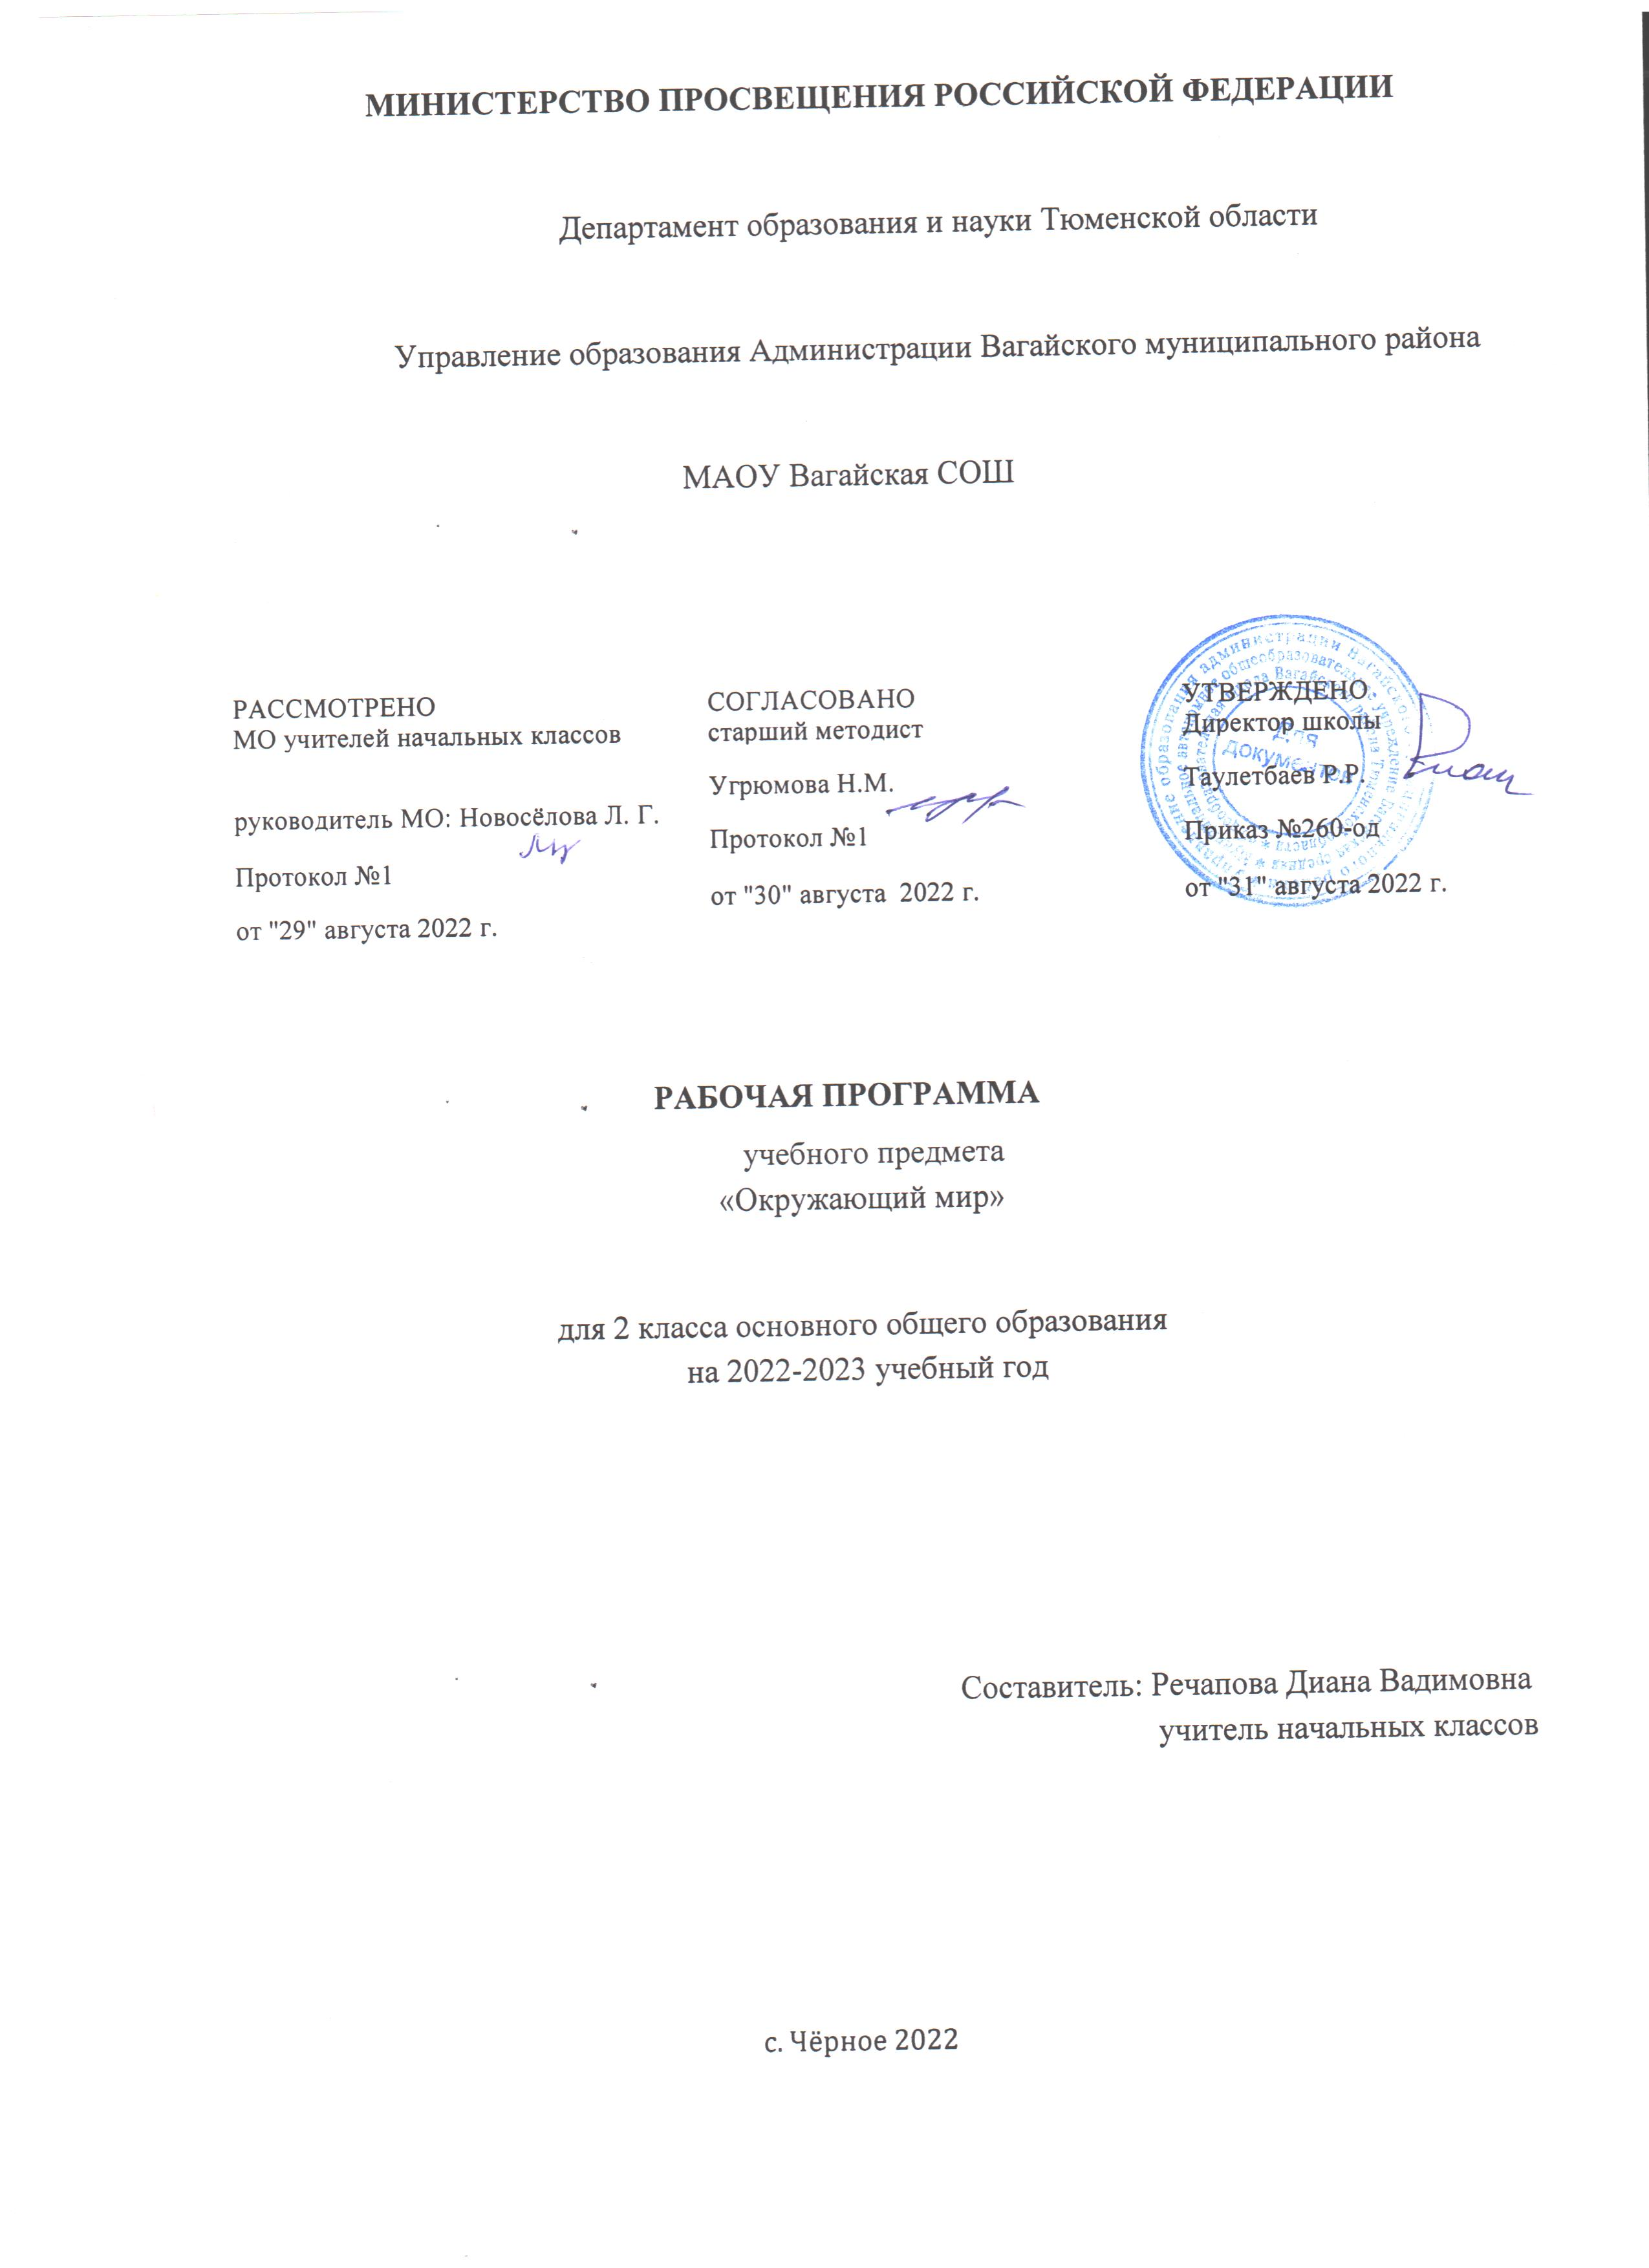 МИНИСТЕРСТВО ПРОСВЕЩЕНИЯ РОССИЙСКОЙ ФЕДЕРАЦИИ
Департамент образования и науки Тюменской области
Управление образования Администрации Вагайского муниципального района
МАОУ Вагайская СОШ
РАССМОТРЕНО
МО учителей начальных классов
руководитель МО: Новосёлова Л. Г.
Протокол №1
от "29" августа 2022 г.
СОГЛАСОВАНО
старший методист
Угрюмова Н.М.
Протокол №1
от "30" августа 2022 г.
УТВЕРЖДЕНО
Директор школы
Таулетбаев Р.Р.
Приказ №260-од
от "31" августа 2022 г.
Для
документов
РАБОЧАЯ ПРОГРАММА
учебного предмета
«Окружающий мир»
для 2 класса основного общего образования
на 2022-2023 учебный год
Составитель: Речапова Диана Вадимовна
учитель начальных классов
с. Чёрное 2022